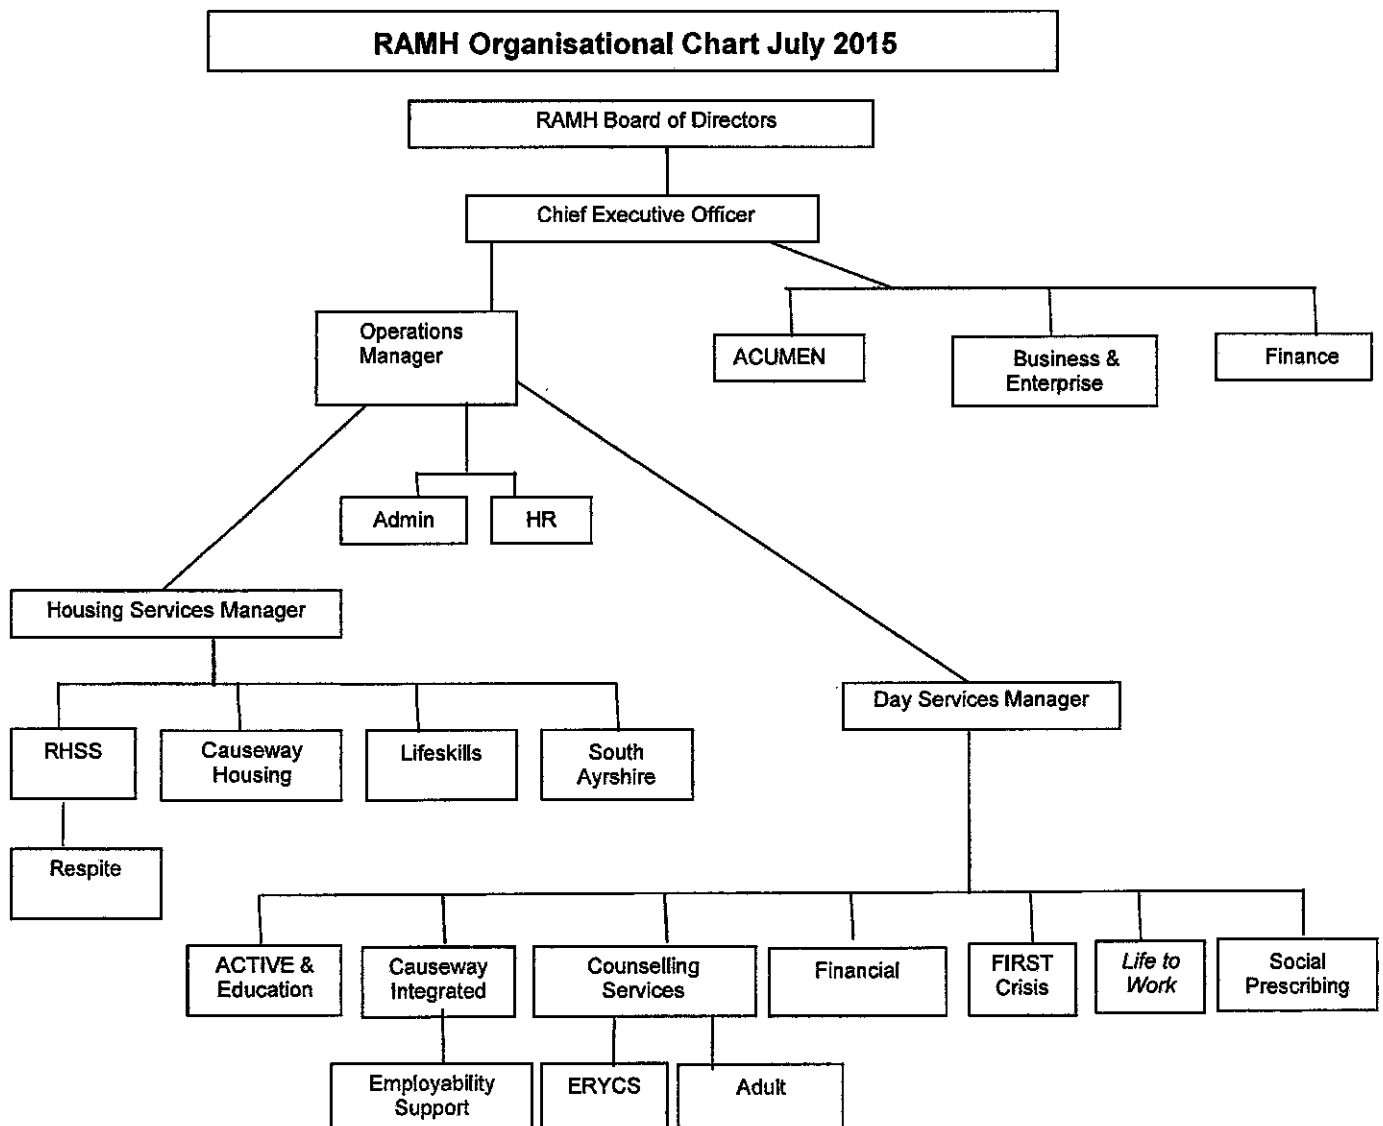 RAMH Organisational Chart July 2015
RAMH Board of Directors
Chief Executive Officer
Operations
Manager
ACUMEN
Business &
Enterprise
Finance
Admin
HR
Housing Services Manager
Day Services Manager
RHSS
Causeway
Housing
Lifeskills
South
Ayrshire
Respite
ACTIVE &
Education
Causeway
Integrated
Counselling
Services
Financial
FIRST
Crisis
Life to
Work
Social
Prescribing
Employability
Support
ERYCS
Adult